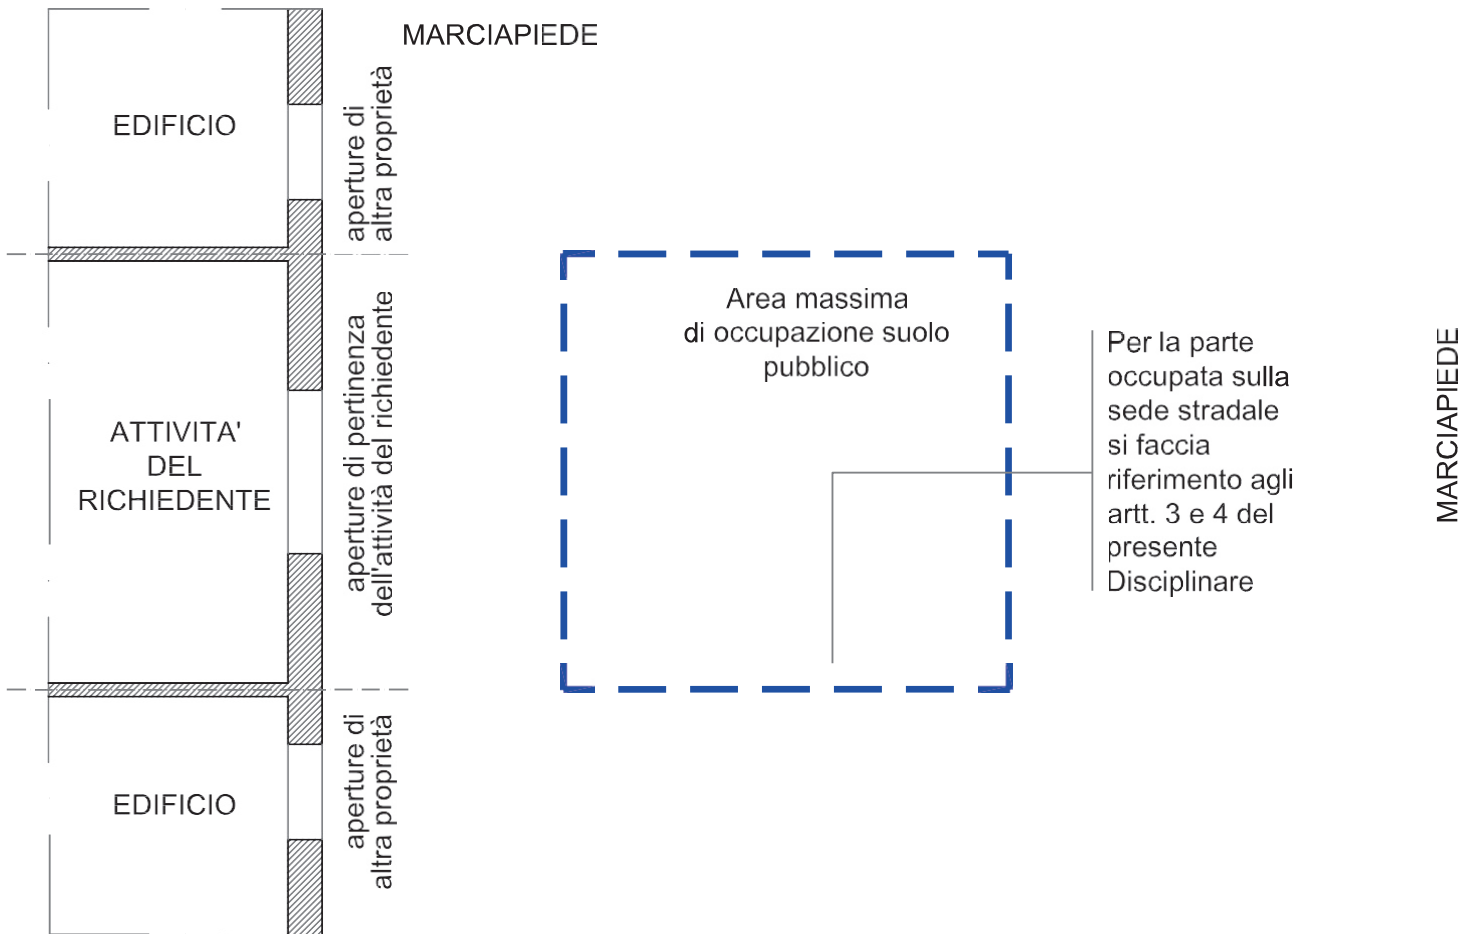 MARCIAPIEDE
EDIFICIO
aperture di
altra proprietà
Area massima
di occupazione suolo
pubblico
ATTIVITA'
DEL
RICHIEDENTE
aperture di pertinenza
dell'attività del richiedente
Per la parte
occupata sulla
sede stradale
si faccia
riferimento agli
artt. 3 e 4 del
presente
Disciplinare
MARCIAPIEDE
EDIFICIO
aperture di
altra proprietà